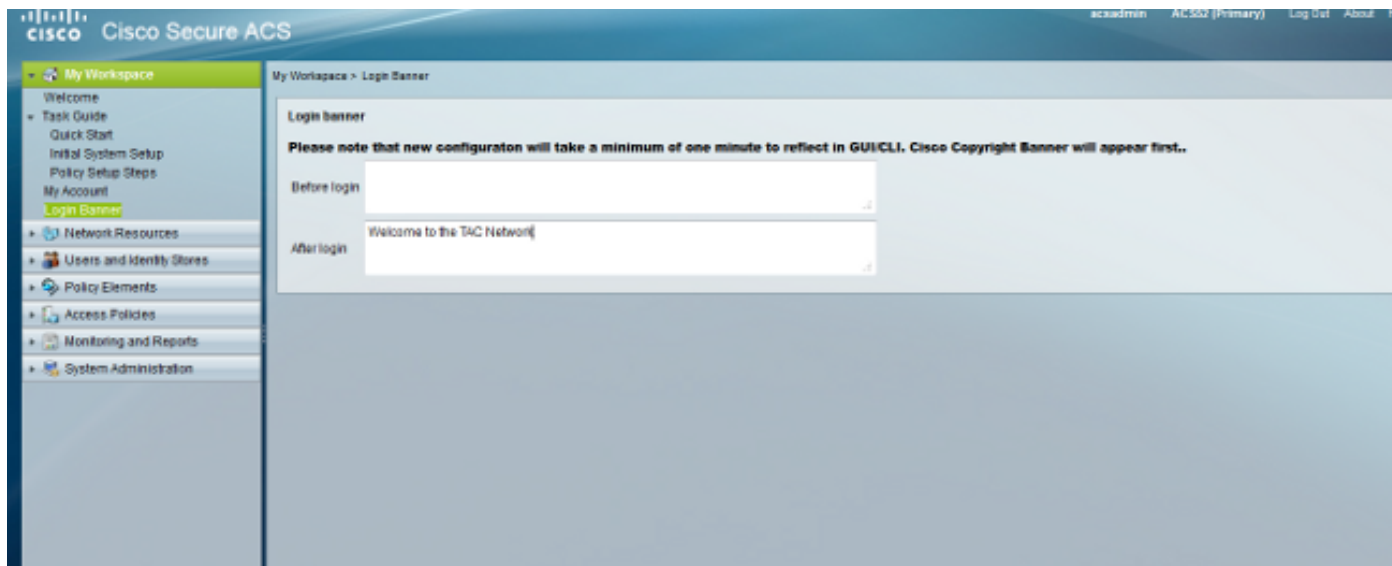 cisco Cisco Secure ACS
acsadmin ACS52 (Primary) Log Out About
My Workspace
Welcome
Task Guide
Quick Start
Initial System Setup
Policy Setup Steps
My Account
Login Banner
Network Resources
Users and Identity Stores
Policy Elements
Access Policies
Monitoring and Reports
System Administration
My Workspace > Login Banner
Login banner
Please note that new configuraton will take a minimum of one minute to reflect in GUI/CLI. Cisco Copyright Banner will appear first..
Before login
After login
Welcome to the TAC Network